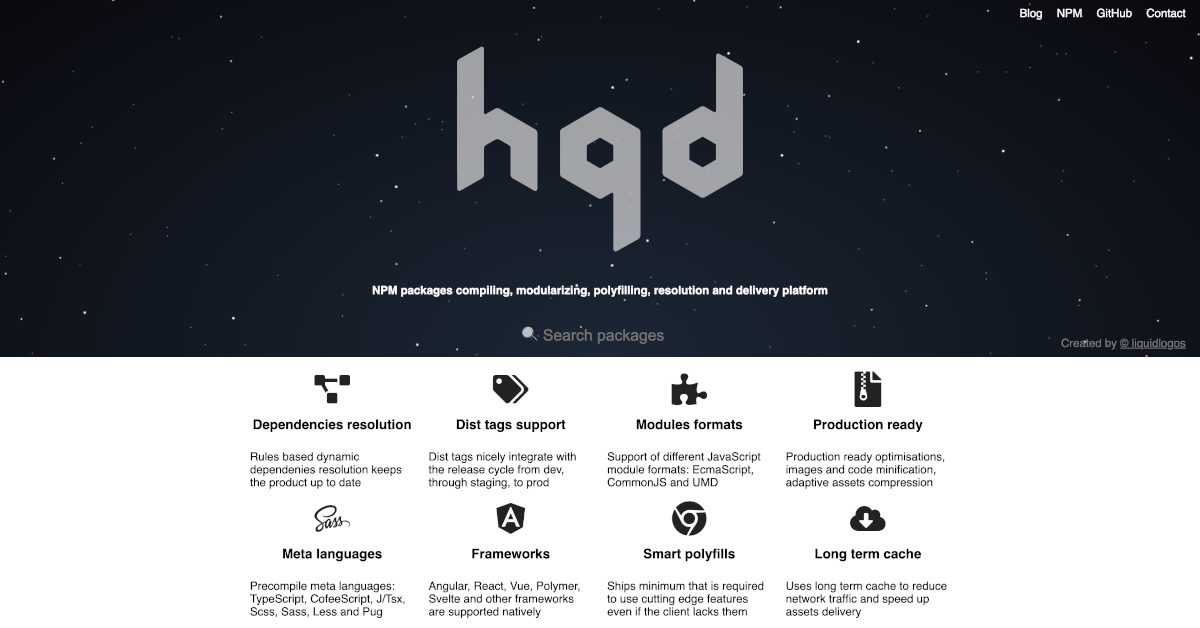 Blog NPM GitHub Contact
hqd
NPM packages compiling, modularizing, polyfilling, resolution and delivery platform
Search packages
Created by © liquidlogos
Dependencies resolution
Rules based dynamic
dependenies resolution keeps
the product up to date
Dist tags support
Dist tags nicely integrate with
the release cycle from dev,
through staging, to prod
Modules formats
Support of different JavaScript
module formats: EcmaScript,
CommonJS and UMD
Production ready
Production ready optimisations,
images and code minification,
adaptive assets compression
Sass
Meta languages
Precompile meta languages:
TypeScript, CofeeScript, J/Tsx,
Scss, Sass, Less and Pug
A
Frameworks
Angular, React, Vue, Polymer,
Svelte and other frameworks
are supported natively
Smart polyfills
Ships minimum that is required
to use cutting edge features
even if the client lacks them
Long term cache
Uses long term cache to reduce
network traffic and speed up
assets delivery